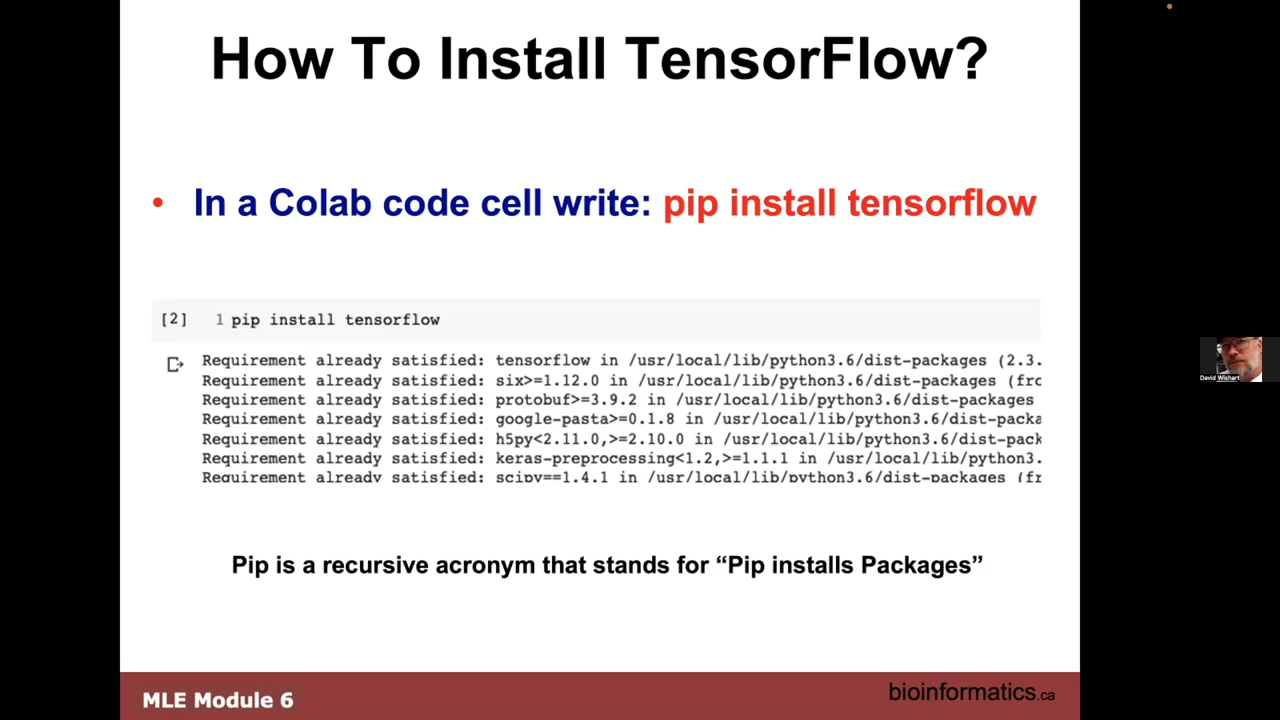 How To Install TensorFlow?
• In a Colab code cell write: pip install tensorflow
[2] 1 pip install tensorflow
Requirement already satisfied: tensorflow in /usr/local/lib/python3.6/dist-packages (2.3.
Requirement already satisfied: six>=1.12.0 in /usr/local/lib/python3.6/dist-packages (frc
Requirement already satisfied: protobuf>=3.9.2 in /usr/local/lib/python3.6/dist-packages
Requirement already satisfied: google-pasta>=0.1.8 in /usr/local/lib/python3.6/dist-packa
Requirement already satisfied: h5py<2.11.0,>=2.10.0 in /usr/local/lib/python3.6/dist-pack
Requirement already satisfied: keras-preprocessing<1.2,>=1.1.1 in /usr/local/lib/python3.
Requirement already satisfied: scipy==1.4.1 in /usr/local/lib/python3.6/dist-packages (fr
David Wishart
Pip is a recursive acronym that stands for “Pip installs Packages”
MLE Module 6
bioinformatics.ca